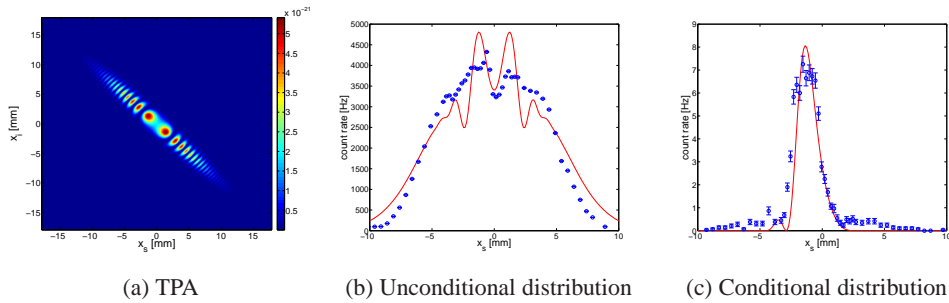 x 10⁻²¹
15
10
5
0
−5
−10
−15
x_i [mm]
−15 −10 −5 0 5 10 15
x_s [mm]
5
4.5
4
3.5
3
2.5
2
1.5
1
0.5
5000
4500
4000
3500
3000
2500
2000
1500
1000
500
0
count rate [Hz]
−10 −5 0 5 10
x_s [mm]
9
8
7
6
5
4
3
2
1
0
count rate [Hz]
−10 −5 0 5 10
x_s [mm]
(a) TPA
(b) Unconditional distribution
(c) Conditional distribution